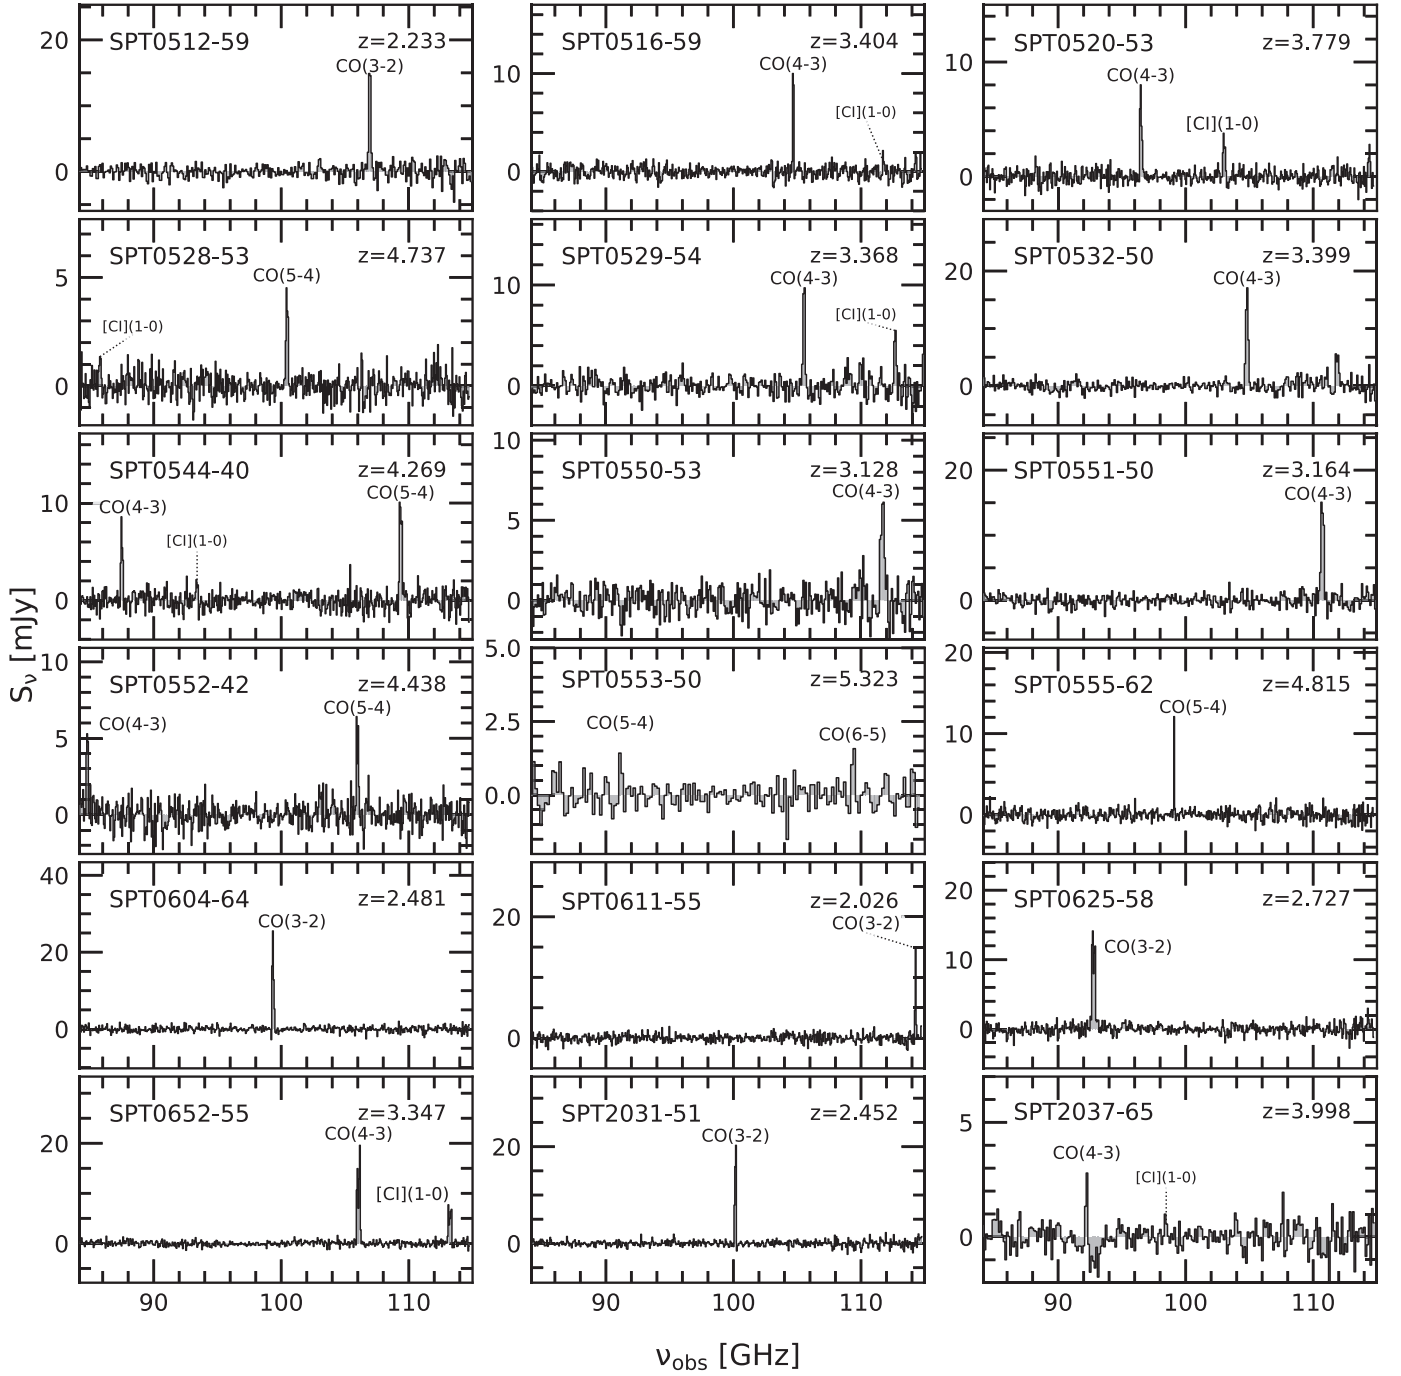 SPT0512-59 z=2.233
CO(3-2)
20
0
SPT0516-59 z=3.404
CO(4-3)
[CI](1-0)
10
0
SPT0520-53 z=3.779
CO(4-3)
[CI](1-0)
10
0
SPT0528-53 z=4.737
CO(5-4)
[CI](1-0)
5
0
SPT0529-54 z=3.368
CO(4-3)
[CI](1-0)
10
0
SPT0532-50 z=3.399
CO(4-3)
20
0
SPT0544-40 z=4.269
CO(4-3)
CO(5-4)
[CI](1-0)
10
0
SPT0550-53 z=3.128
CO(4-3)
10
5
0
SPT0551-50 z=3.164
CO(4-3)
20
0
Sν [mJy]
SPT0552-42 z=4.438
CO(4-3)
CO(5-4)
10
5
0
SPT0553-50 z=5.323
CO(5-4)
CO(6-5)
5.0
2.5
0.0
SPT0555-62 z=4.815
CO(5-4)
20
10
0
SPT0604-64 z=2.481
CO(3-2)
40
20
0
SPT0611-55 z=2.026
CO(3-2)
20
0
SPT0625-58 z=2.727
CO(3-2)
20
10
0
SPT0652-55 z=3.347
CO(4-3)
[CI](1-0)
20
0
90 100 110
SPT2031-51 z=2.452
CO(3-2)
20
0
90 100 110
SPT2037-65 z=3.998
CO(4-3)
[CI](1-0)
5
0
90 100 110
νobs [GHz]